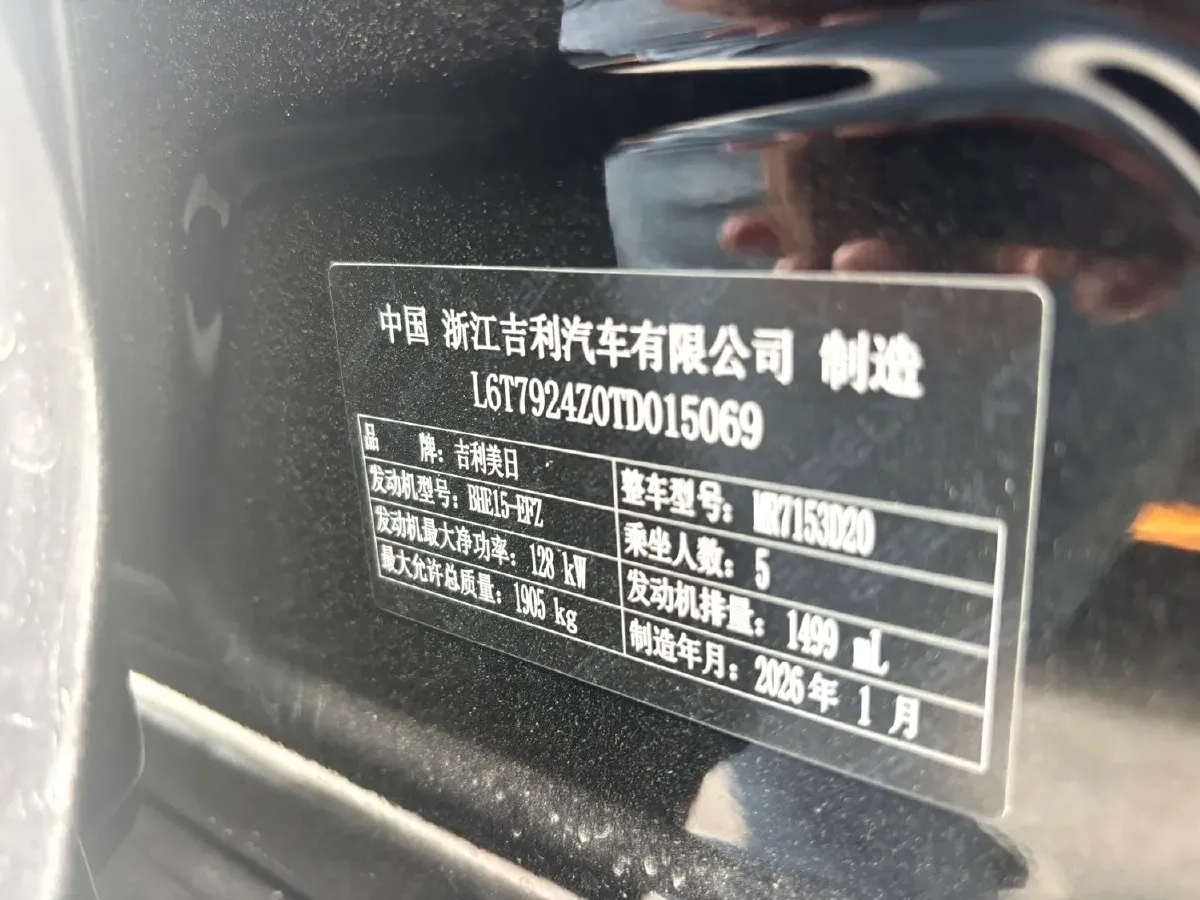 中国 浙江吉利汽车有限公司 制造
L6T7924Z0TD015069
品 牌：吉利美日 整车型号：MR7153D20
发动机型号：BHE15-EFZ 乘坐人数：5
发动机最大净功率：128 kW 发动机排量：1499 mL
最大允许总质量：1905 kg 制造年月：2026年 1月